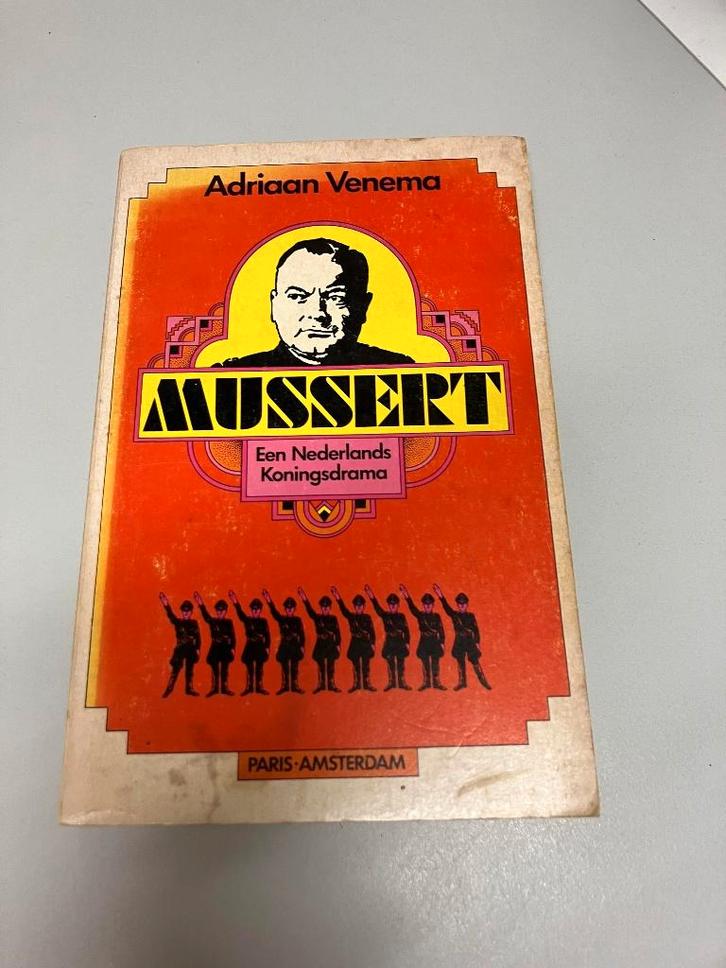 Adriaan Venema
MUSSERT
Een Nederlands
Koningsdrama
PARIS·AMSTERDAM